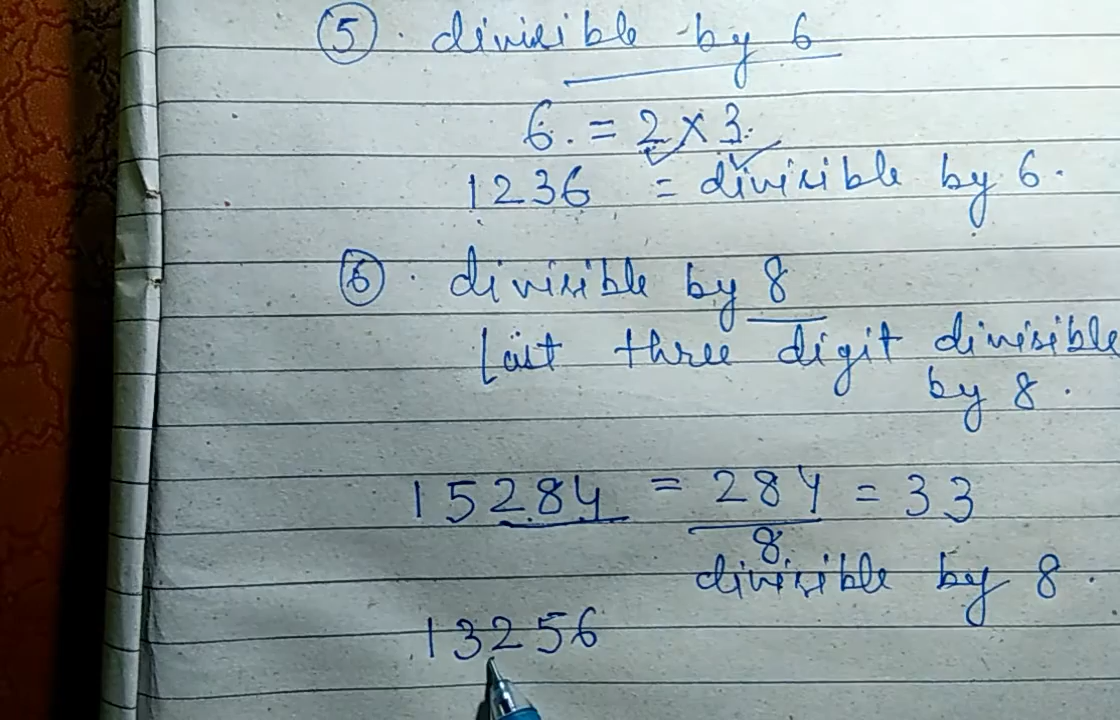 ⑤. divisible by 6
6. = 2 × 3.
1236 = divisible by 6.
⑥. divisible by 8
Last three digit divisible
by 8.
15284 = 284/8 = 33
divisible by 8.
13256